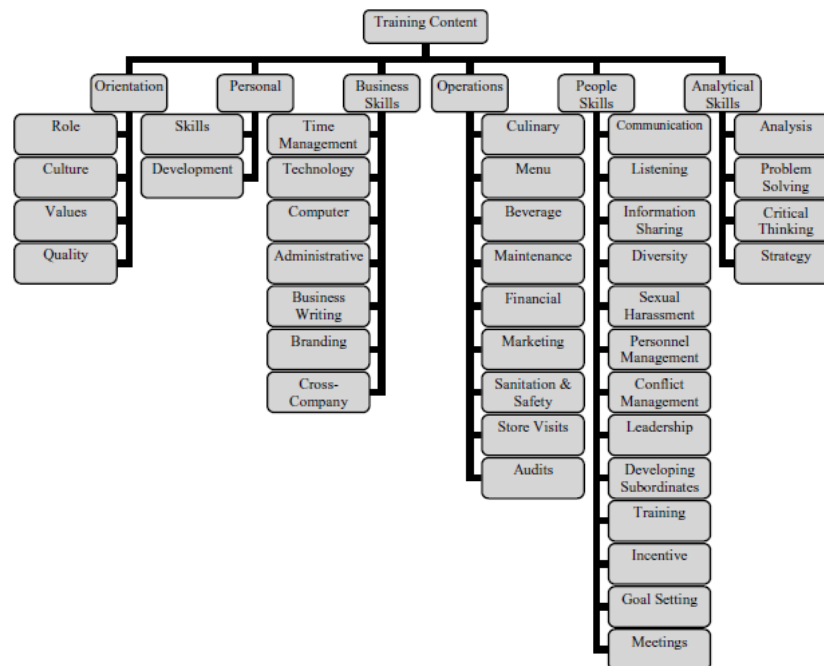 Training Content
Orientation
Personal
Business
Skills
Operations
People
Skills
Analytical
Skills
Role
Culture
Values
Quality
Skills
Development
Time
Management
Technology
Computer
Administrative
Business
Writing
Branding
Cross-
Company
Culinary
Menu
Beverage
Maintenance
Financial
Marketing
Sanitation &
Safety
Store Visits
Audits
Communication
Listening
Information
Sharing
Diversity
Sexual
Harassment
Personnel
Management
Conflict
Management
Leadership
Developing
Subordinates
Training
Incentive
Goal Setting
Meetings
Analysis
Problem
Solving
Critical
Thinking
Strategy